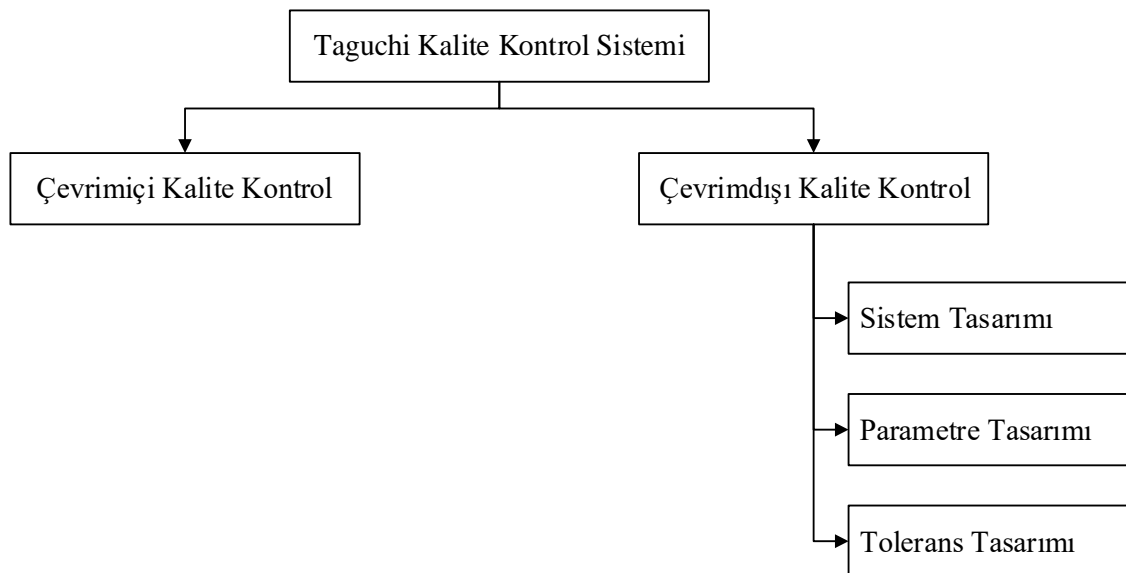 Taguchi Kalite Kontrol Sistemi
Çevrimiçi Kalite Kontrol
Çevrimdışı Kalite Kontrol
Sistem Tasarımı
Parametre Tasarımı
Tolerans Tasarımı